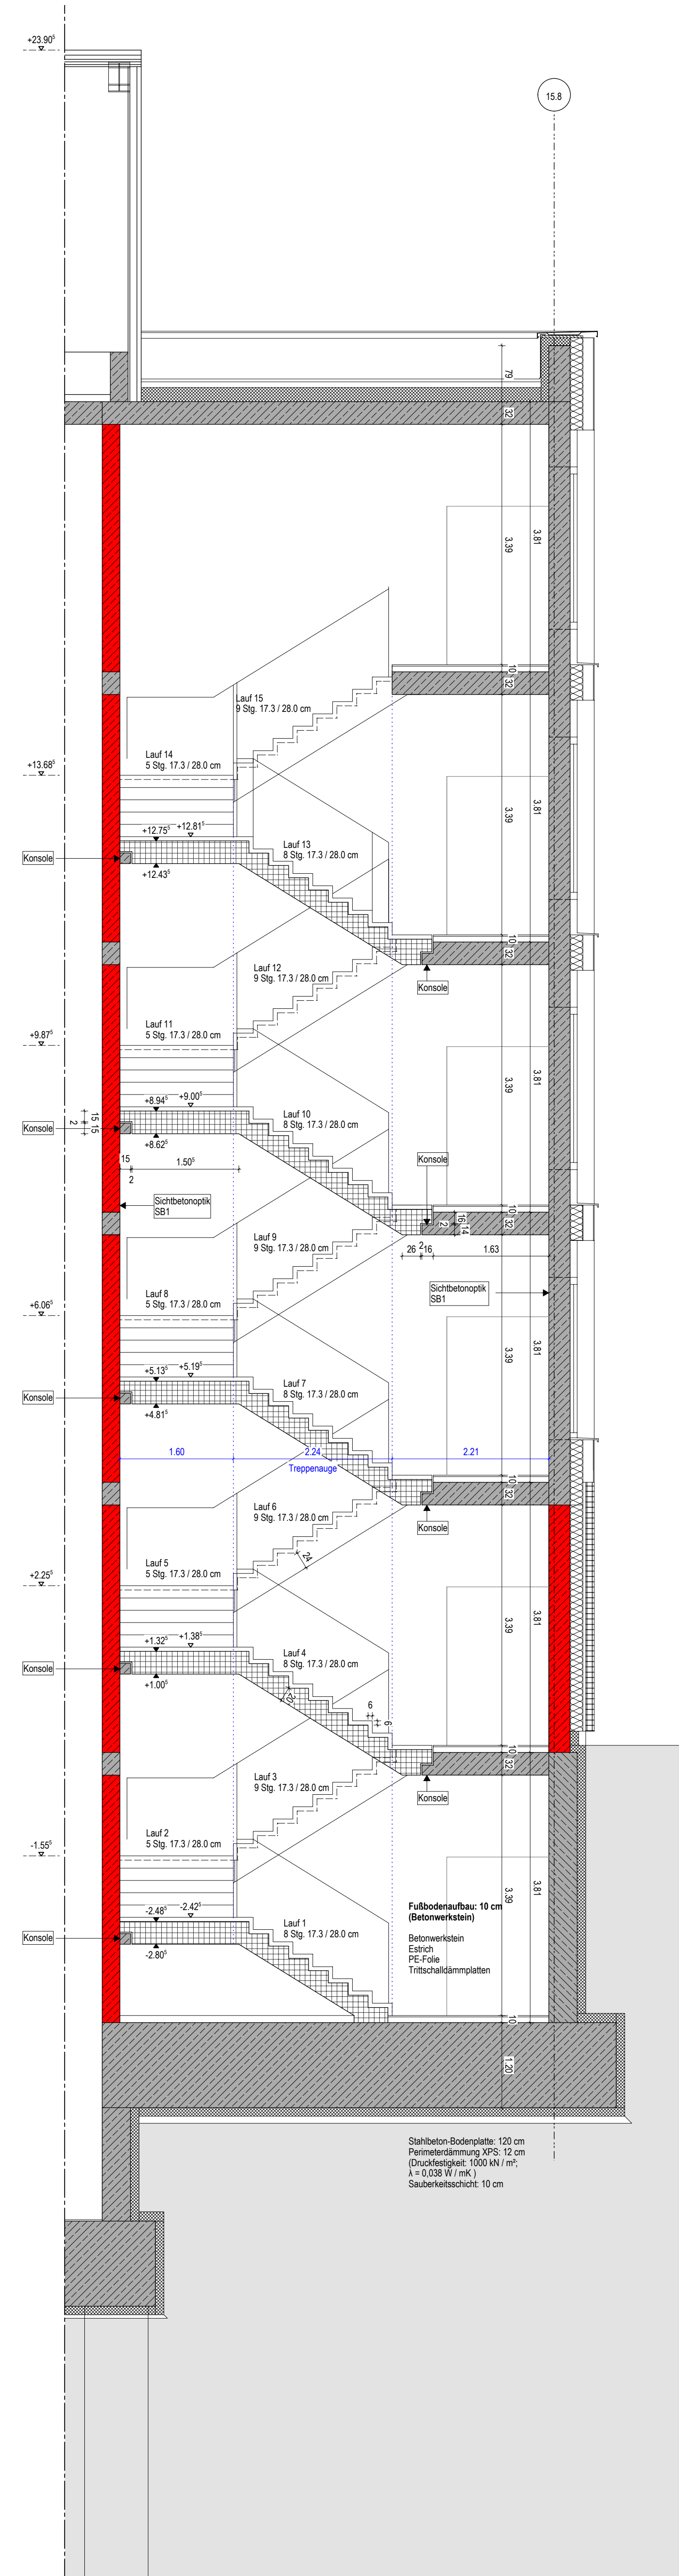 +23.90⁵
15.8
79
32
3.39
3.81
10
32
Lauf 15
9 Stg. 17.3 / 28.0 cm
Lauf 14
5 Stg. 17.3 / 28.0 cm
+13.68⁵
+12.75⁵
+12.81⁵
Konsole
+12.43⁵
Lauf 13
8 Stg. 17.3 / 28.0 cm
3.39
3.81
10
32
Konsole
Lauf 12
9 Stg. 17.3 / 28.0 cm
Lauf 11
5 Stg. 17.3 / 28.0 cm
+9.87⁵
+8.94⁵
+9.00⁵
15
2
15
Konsole
+8.62⁵
Lauf 10
8 Stg. 17.3 / 28.0 cm
3.39
3.81
Konsole
15
2
1.50⁵
Sichtbetonoptik
SB1
10
32
16
2
14
26
2
16
1.63
Lauf 9
9 Stg. 17.3 / 28.0 cm
Sichtbetonoptik
SB1
Lauf 8
5 Stg. 17.3 / 28.0 cm
+6.06⁵
+5.13⁵
+5.19⁵
Konsole
+4.81⁵
Lauf 7
8 Stg. 17.3 / 28.0 cm
3.39
3.81
1.60
2.24
2.21
Treppenauge
10
32
Konsole
Lauf 6
9 Stg. 17.3 / 28.0 cm
24
Lauf 5
5 Stg. 17.3 / 28.0 cm
+2.25⁵
+1.32⁵
+1.38⁵
Konsole
+1.00⁵
Lauf 4
8 Stg. 17.3 / 28.0 cm
20
6
6
3.39
3.81
10
32
Konsole
Lauf 3
9 Stg. 17.3 / 28.0 cm
Lauf 2
5 Stg. 17.3 / 28.0 cm
-1.55⁵
-2.48⁵
-2.42⁵
Konsole
-2.80⁵
Lauf 1
8 Stg. 17.3 / 28.0 cm
3.39
3.81
Fußbodenaufbau: 10 cm
(Betonwerkstein)
Betonwerkstein
Estrich
PE-Folie
Trittschalldämmplatten
10
1.20
Stahlbeton-Bodenplatte: 120 cm
Perimeterdämmung XPS: 12 cm
(Druckfestigkeit: 1000 kN / m²;
λ = 0,038 W / mK )
Sauberkeitsschicht: 10 cm